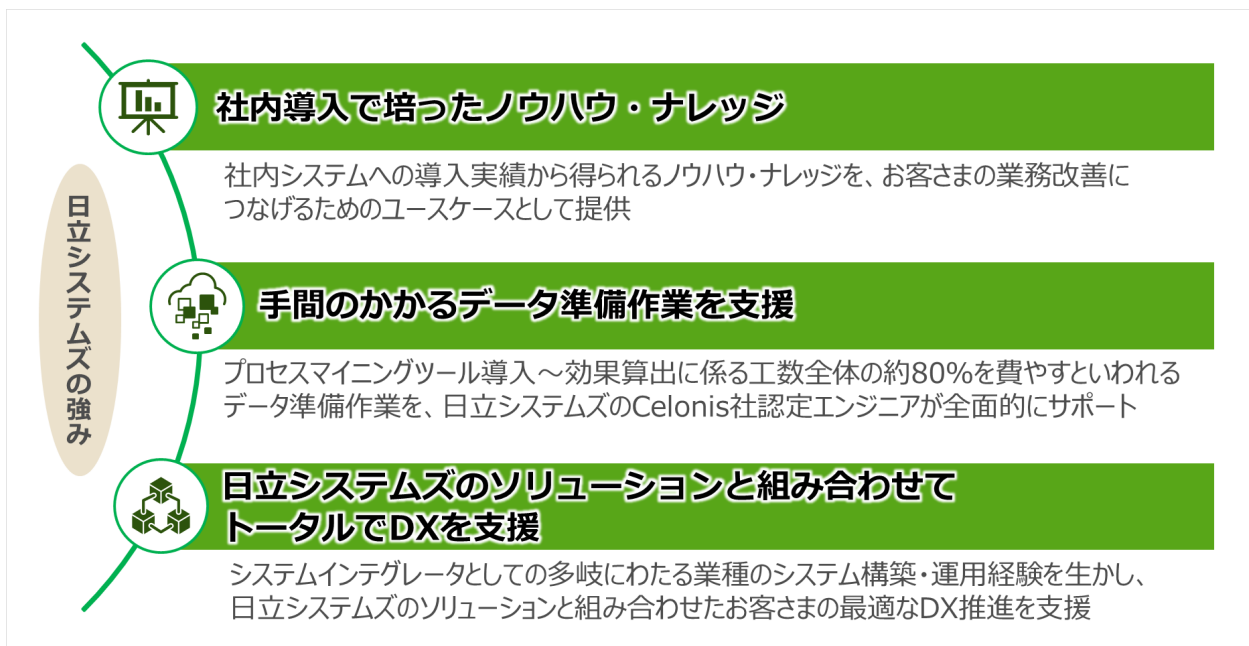 日立システムズの強み
社内導入で培ったノウハウ・ナレッジ
社内システムへの導入実績から得られるノウハウ・ナレッジを、お客さまの業務改善に
つなげるためのユースケースとして提供
手間のかかるデータ準備作業を支援
プロセスマイニングツール導入～効果算出に係る工数全体の約80%を費やすといわれる
データ準備作業を、日立システムズのCelonis社認定エンジニアが全面的にサポート
日立システムズのソリューションと組み合わせて
トータルでDXを支援
システムインテグレータとしての多岐にわたる業種のシステム構築・運用経験を生かし、
日立システムズのソリューションと組み合わせたお客さまの最適なDX推進を支援